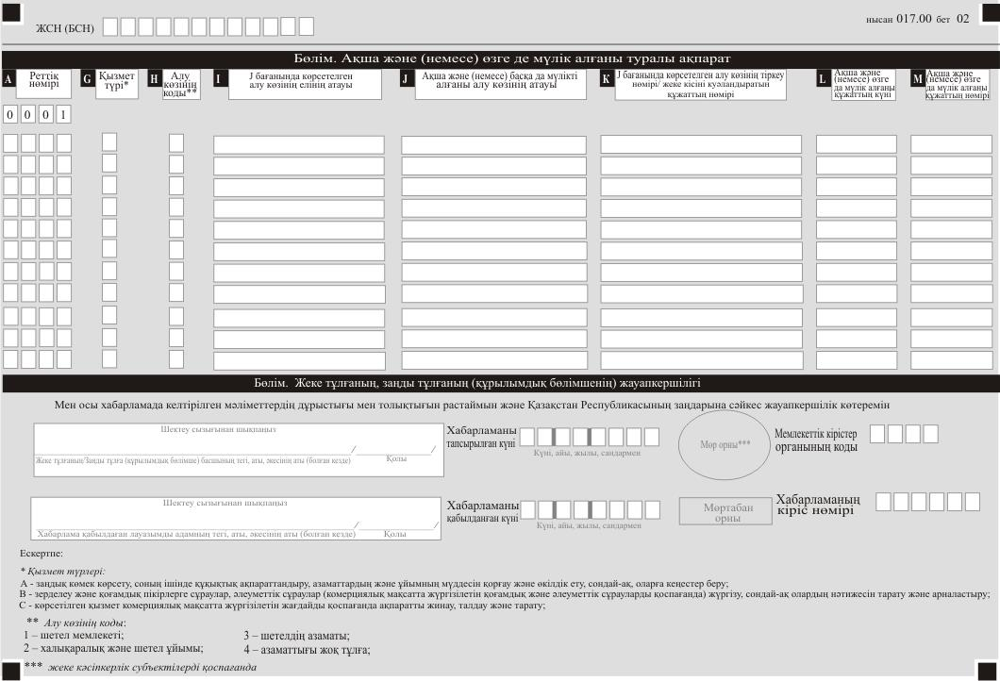 ЖСН (БСН)
нысан 017.00 бет 02
Бөлім. Ақша және (немесе) өзге де мүлік алғаны туралы ақпарат
A Реттік нөмірі
G Қызмет түрі*
H Алу көзінің коды**
I J бағанында көрсетілген алу көзінің елінің атауы
J Ақша және (немесе) басқа да мүлікті алғаны алу көзінің атауы
K J бағанында көрсетелген алу көзінің тіркеу нөмірі/ жеке кісіні куәландыратын құжаттың нөмірі
L Ақша және (немесе) өзге да мүлік алғаны құжаттың күні
M Ақша және (немесе) өзге да мүлік алғаны құжаттың нөмірі
0 0 0 1
Бөлім. Жеке тұлғаның, заңды тұлғаның (құрылымдық бөлімшенің) жауапкершілігі
Мен осы хабарламада келтірілген мәліметтердің дұрыстығы мен толықтығын растаймын және Қазақстан Республикасының заңдарына сәйкес жауапкершілік көтеремін
Шектеу сызығынан шықпаңыз
/ /
Жеке тұлғаның/Заңды тұлға (құрылымдық бөлімше) басшының тегі, аты, әкесінің аты (болған кезде) Қолы
Хабарламаны
тапсырылған күні
Күні, айы, жылы, сандармен
Мөр орны***
Мемлекеттік кірістер
органының коды
Шектеу сызығынан шықпаңыз
/ /
Хабарлама қабылдаған лауазымды адамның тегі, аты, әкесінің аты (болған кезде) Қолы
Хабарламаны
қабылданған күні
Күні, айы, жылы, сандармен
Мөртабан
орны
Хабарламаның
кіріс нөмірі
Ескертпе:
* Қызмет түрлері:
А - заңдық көмек көрсету, соның ішінде құқықтық ақпараттандыру, азаматтардың және ұйымның мүддесін қорғау және өкілдік ету, сондай-ақ, оларға кеңестер беру;
В - зерделеу және қоғамдық пікірлерге сұраулар, әлеуметтік сұраулар (комерциялық мақсатта жүргізілетін қоғамдық және әлеуметтік сұрауларды қоспағанда) жүргізу, сондай-ақ олардың нәтижесін тарату және арналастыру;
С - көрсетілген қызмет комерциялық мақсатта жүргізілетін жағдайды қоспағанда ақпаратты жинау, талдау және тарату;
** Алу көзінің коды:
1 – шетел мемлекеті; 3 – шетелдің азаматы;
2 – халықаралық және шетел ұйымы; 4 – азаматтығы жоқ тұлға;
*** жеке кәсіпкерлік субъектілерді қоспағанда